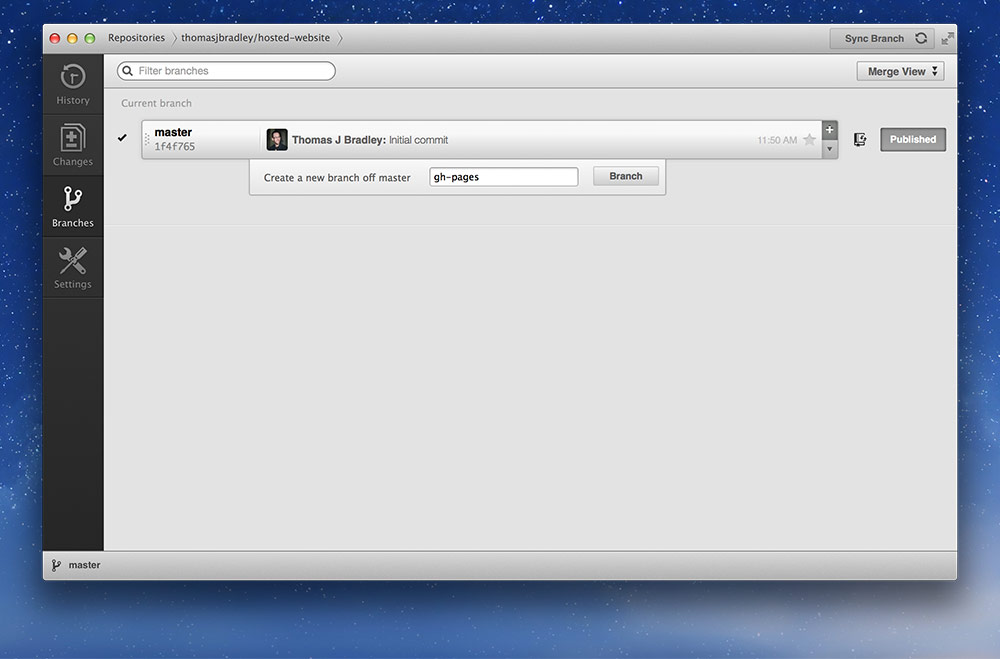 Repositories
thomasjbradley/hosted-website
Sync Branch
History
Changes
Branches
Settings
Filter branches
Merge View
Current branch
master
1f4f765
Thomas J Bradley: Initial commit
11:50 AM
+
Published
Create a new branch off master
gh-pages
Branch
master